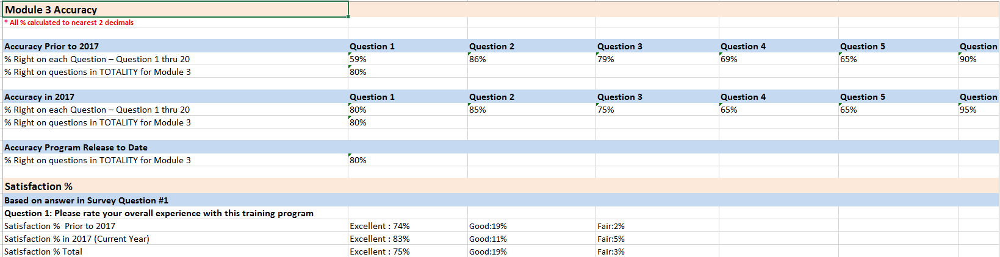 Module 3 Accuracy
* All % calculated to nearest 2 decimals
Accuracy Prior to 2017 Question 1 Question 2 Question 3 Question 4 Question 5 Question
% Right on each Question – Question 1 thru 20 59% 86% 79% 69% 65% 90%
% Right on questions in TOTALITY for Module 3 80%
Accuracy in 2017 Question 1 Question 2 Question 3 Question 4 Question 5 Question
% Right on each Question – Question 1 thru 20 80% 85% 75% 65% 65% 95%
% Right on questions in TOTALITY for Module 3 80%
Accuracy Program Release to Date
% Right on questions in TOTALITY for Module 3 80%
Satisfaction %
Based on answer in Survey Question #1
Question 1: Please rate your overall experience with this training program
Satisfaction %  Prior to 2017 Excellent : 74% Good:19% Fair:2%
Satisfaction % in 2017 (Current Year) Excellent : 83% Good:11% Fair:5%
Satisfaction % Total Excellent : 75% Good:19% Fair:3%